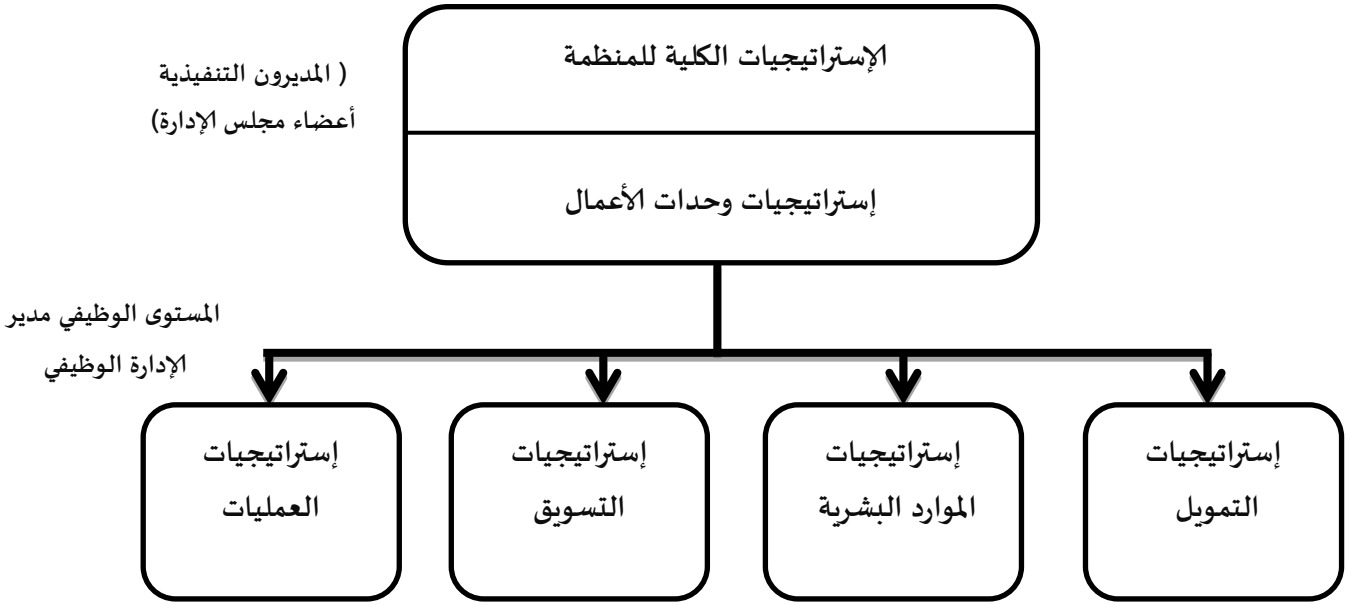 الإستراتيجيات الكلية للمنظمة
( المديرون التنفيذية
أعضاء مجلس الإدارة)
إستراتيجيات وحدات الأعمال
المستوى الوظيفي مدير
الإدارة الوظيفي
إستراتيجيات
التمويل
إستراتيجيات
الموارد البشرية
إستراتيجيات
التسويق
إستراتيجيات
العمليات